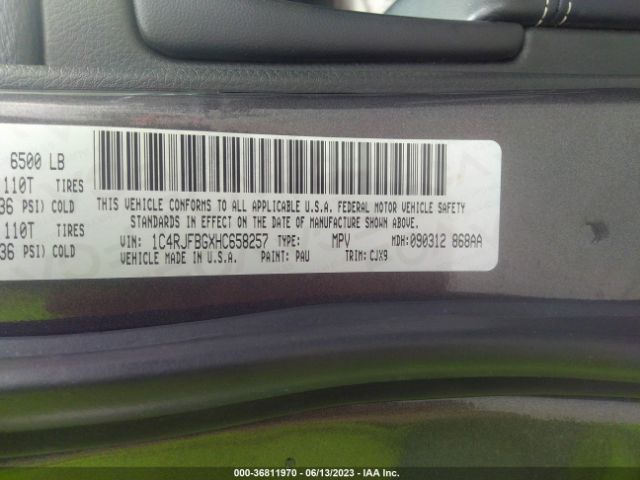 6500 LB
110T TIRES
36 PSI) COLD
110T TIRES
36 PSI) COLD
THIS VEHICLE CONFORMS TO ALL APPLICABLE U.S.A. FEDERAL MOTOR VEHICLE SAFETY
STANDARDS IN EFFECT ON THE DATE OF MANUFACTURE SHOWN ABOVE.
VIN: 1C4RJFBGXHC658257 TYPE: MPV MDH: 090312 868AA
VEHICLE MADE IN U.S.A. PAINT: PAU TRIM: CJX9
000-36811970 - 06/13/2023 - IAA Inc.